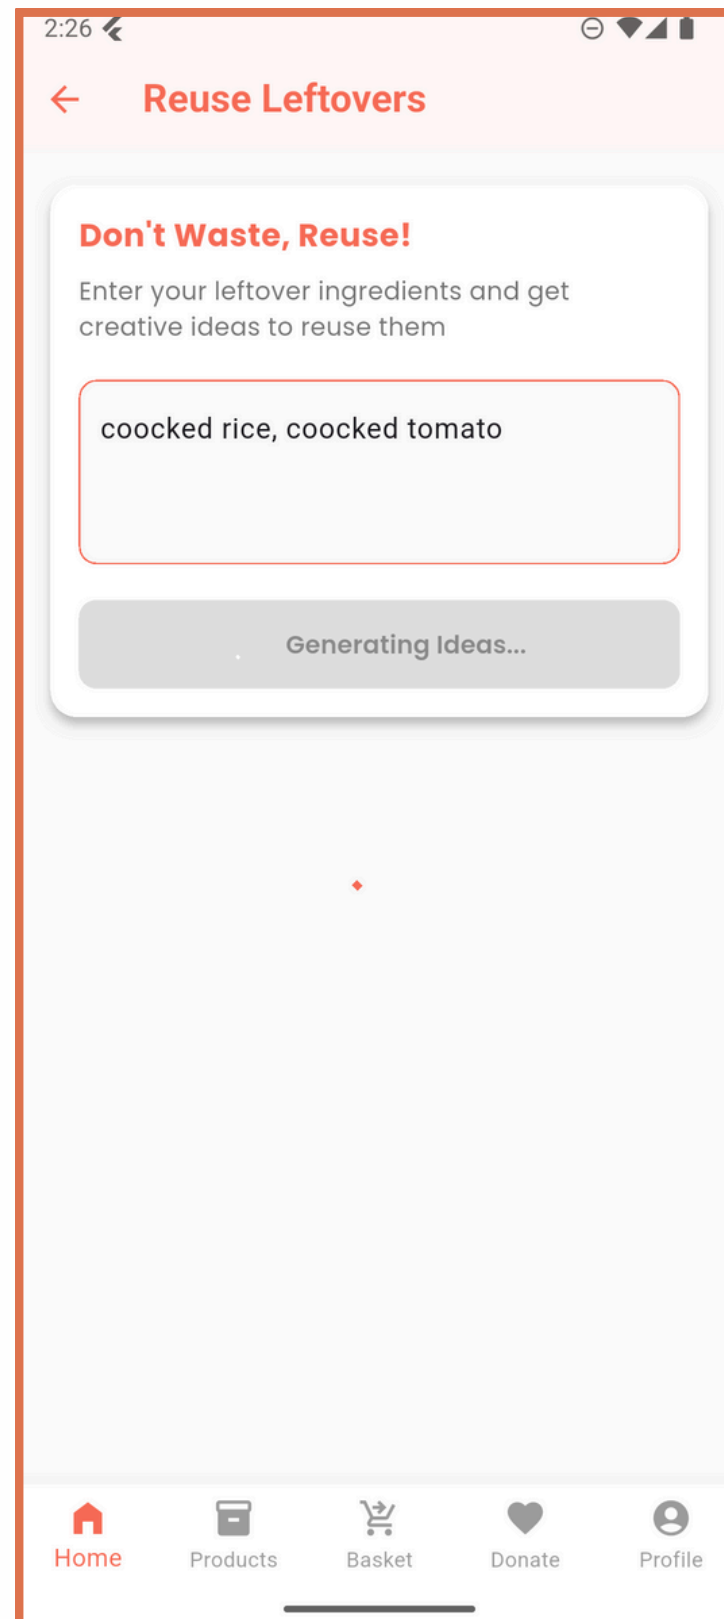 2:26
Reuse Leftovers
Don't Waste, Reuse!
Enter your leftover ingredients and get
creative ideas to reuse them
coocked rice, coocked tomato
Generating Ideas...
Home Products Basket Donate Profile